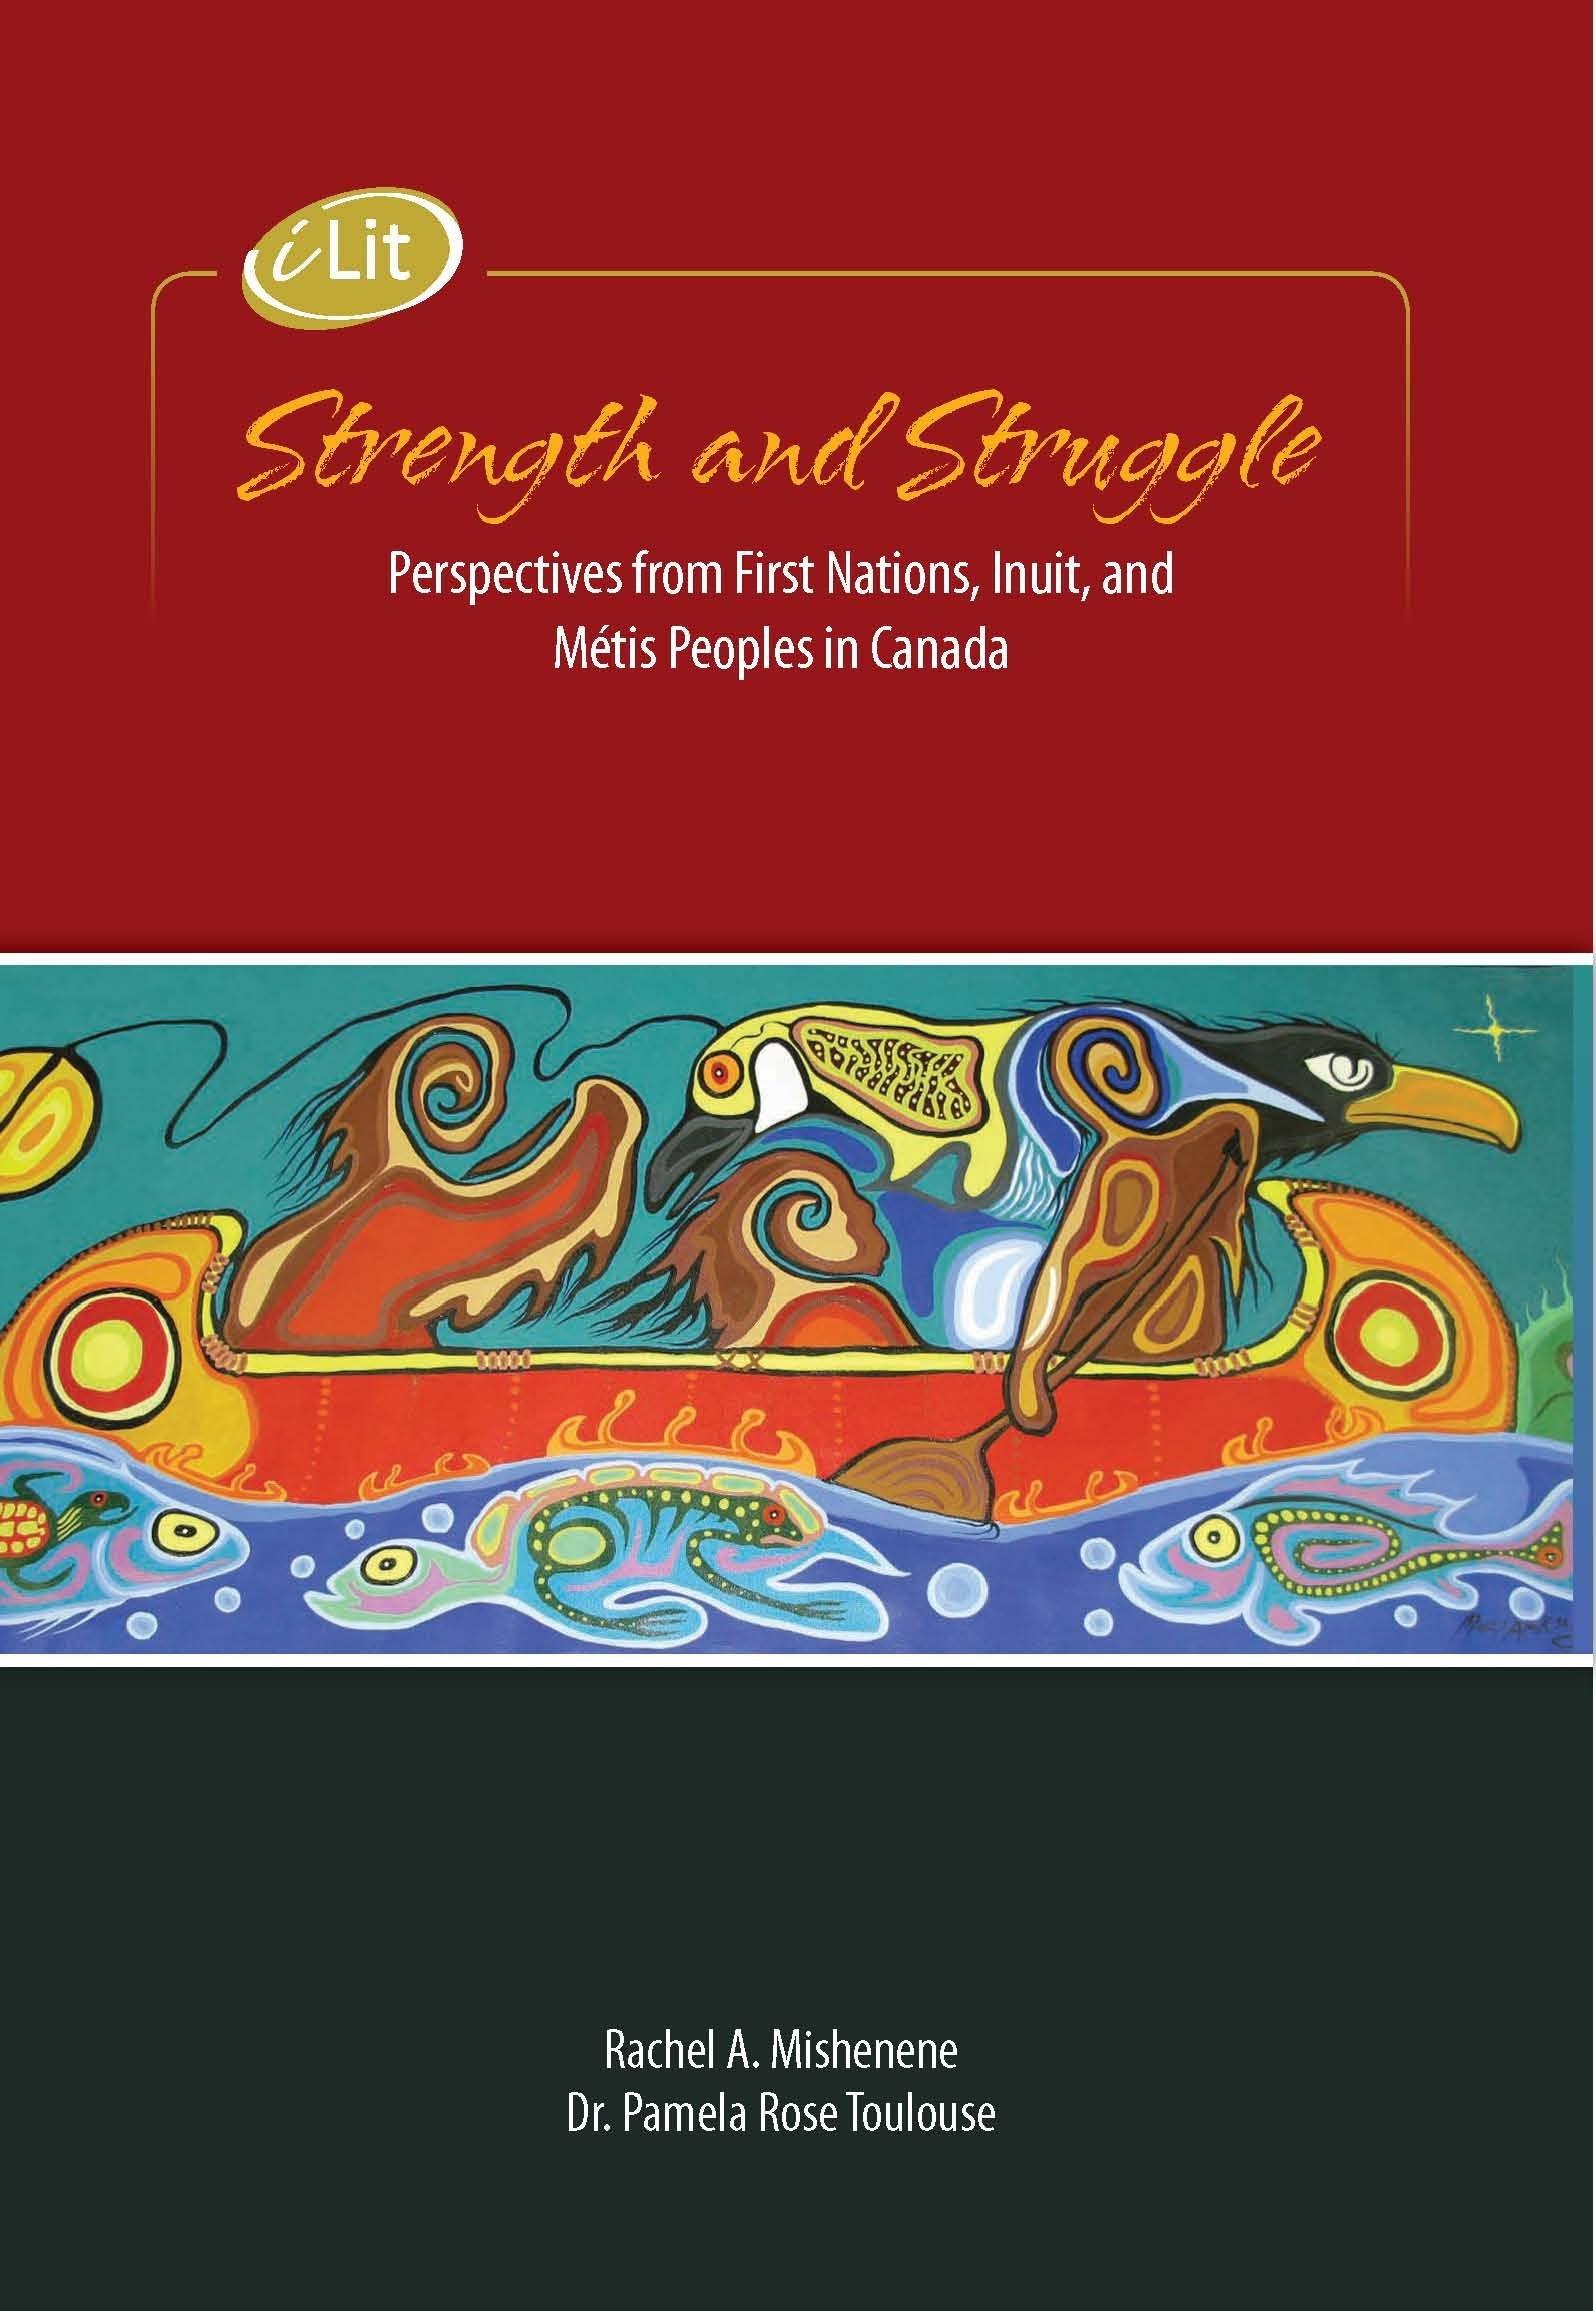 iLit
Strength and Struggle
Perspectives from First Nations, Inuit, and
Métis Peoples in Canada
Rachel A. Mishenene
Dr. Pamela Rose Toulouse